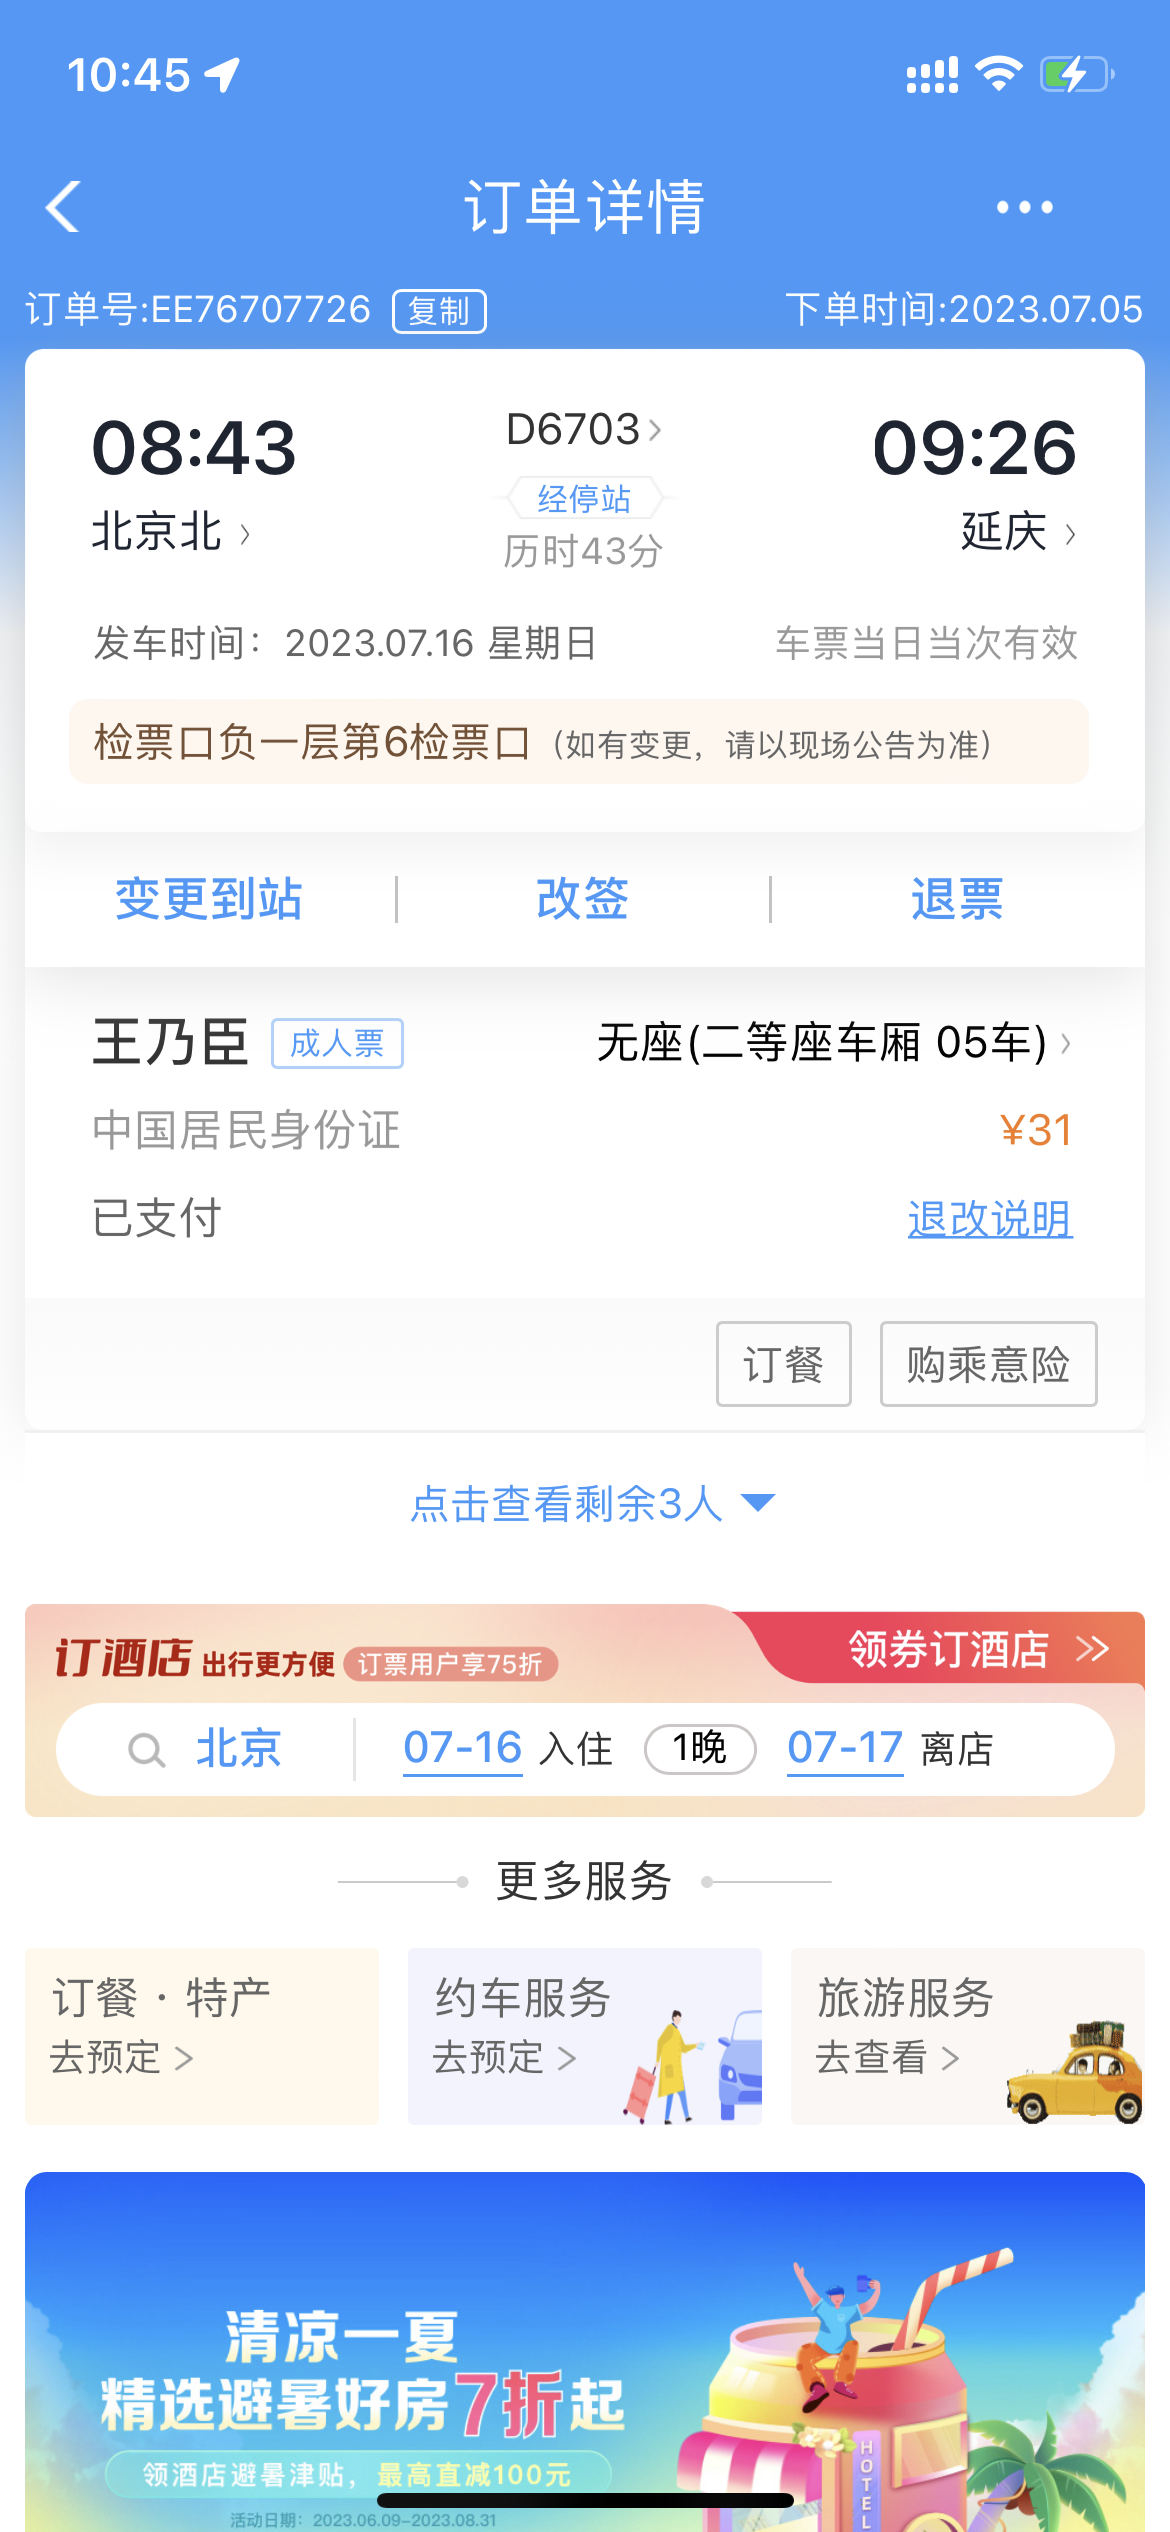 10:45
订单详情
订单号:EE76707726 复制 下单时间:2023.07.05
08:43 D6703 09:26
经停站
北京北 延庆
历时43分
发车时间：2023.07.16 星期日 车票当日当次有效
检票口负一层第6检票口（如有变更，请以现场公告为准）
变更到站 改签 退票
王乃臣 成人票 无座(二等座车厢 05车)
中国居民身份证 ¥31
已支付 退改说明
订餐 购乘意险
点击查看剩余3人
订酒店 出行更方便 订票用户享75折 领券订酒店
北京 07-16 入住 1晚 07-17 离店
更多服务
订餐·特产 约车服务 旅游服务
去预定 去预定 去查看
清凉一夏
精选避暑好房7折起
领酒店避暑津贴，最高直减100元
活动日期：2023.06.09-2023.08.31
HOTEL